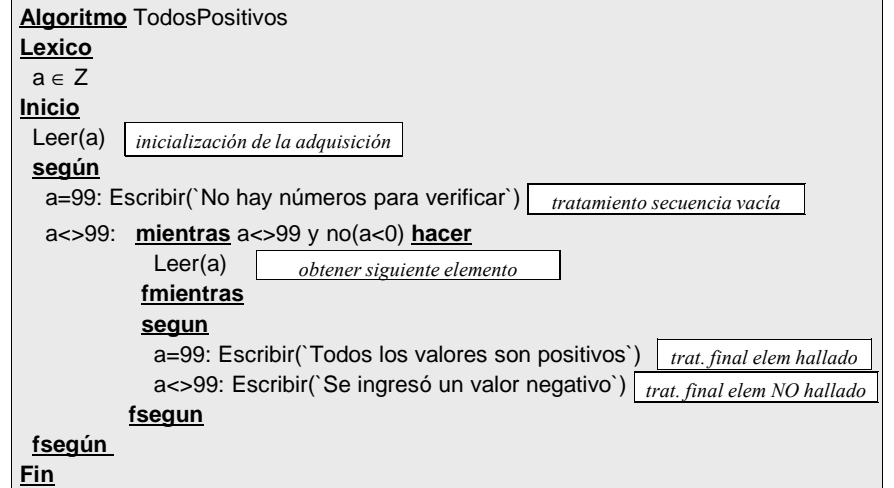 Algoritmo TodosPositivos
Lexico
a ∈ Z
Inicio
Leer(a) inicialización de la adquisición
según
a=99: Escribir(`No hay números para verificar`) tratamiento secuencia vacía
a<>99: mientras a<>99 y no(a<0) hacer
Leer(a) obtener siguiente elemento
fmientras
segun
a=99: Escribir(`Todos los valores son positivos`) trat. final elem hallado
a<>99: Escribir(`Se ingresó un valor negativo`) trat. final elem NO hallado
fsegun
fsegún
Fin